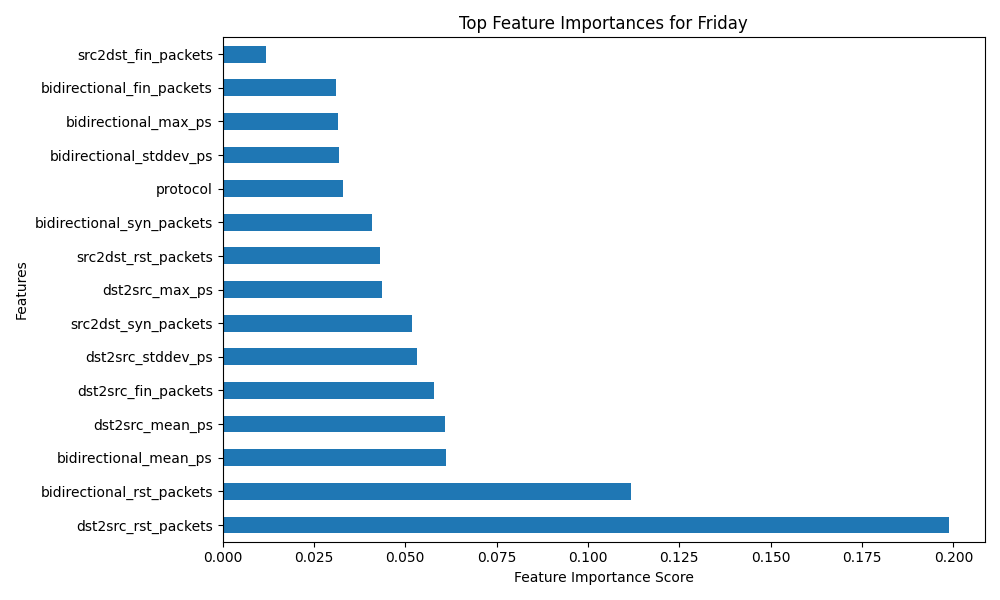 Top Feature Importances for Friday
Features
src2dst_fin_packets
bidirectional_fin_packets
bidirectional_max_ps
bidirectional_stddev_ps
protocol
bidirectional_syn_packets
src2dst_rst_packets
dst2src_max_ps
src2dst_syn_packets
dst2src_stddev_ps
dst2src_fin_packets
dst2src_mean_ps
bidirectional_mean_ps
bidirectional_rst_packets
dst2src_rst_packets
0.000 0.025 0.050 0.075 0.100 0.125 0.150 0.175 0.200
Feature Importance Score